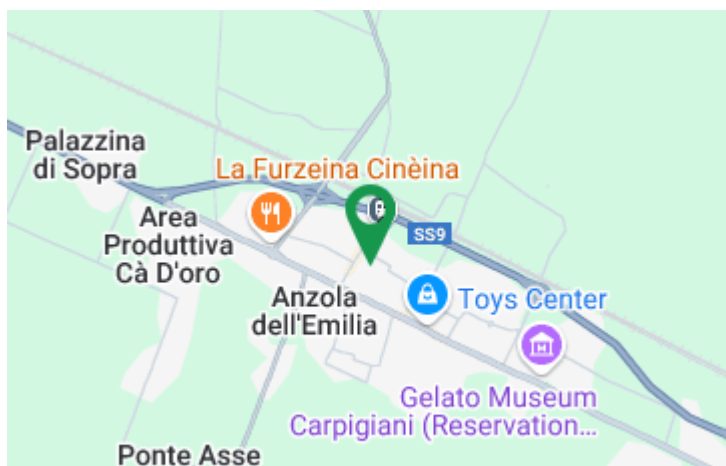 Palazzina
di Sopra
La Furzeina Cinèina
Area
Produttiva
Cà D'oro
SS9
Anzola
dell'Emilia
Toys Center
Gelato Museum
Carpigiani (Reservation...
Ponte Asse